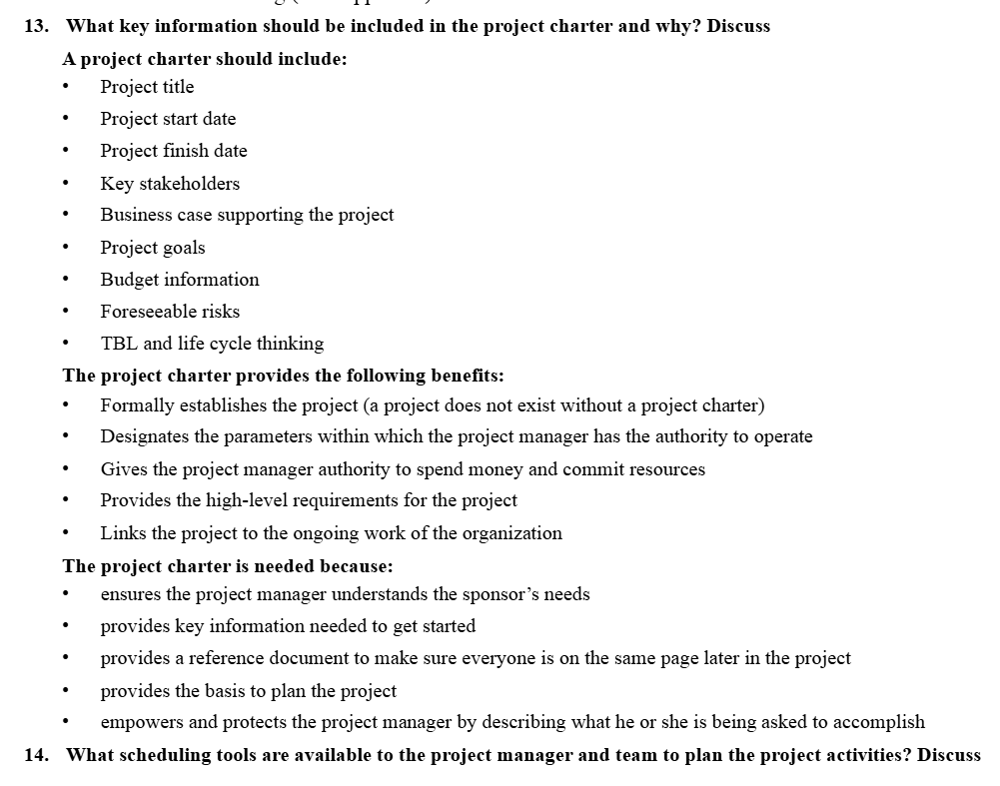 13. What key information should be included in the project charter and why? Discuss
A project charter should include:
• Project title
• Project start date
• Project finish date
• Key stakeholders
• Business case supporting the project
• Project goals
• Budget information
• Foreseeable risks
• TBL and life cycle thinking
The project charter provides the following benefits:
• Formally establishes the project (a project does not exist without a project charter)
• Designates the parameters within which the project manager has the authority to operate
• Gives the project manager authority to spend money and commit resources
• Provides the high-level requirements for the project
• Links the project to the ongoing work of the organization
The project charter is needed because:
• ensures the project manager understands the sponsor’s needs
• provides key information needed to get started
• provides a reference document to make sure everyone is on the same page later in the project
• provides the basis to plan the project
• empowers and protects the project manager by describing what he or she is being asked to accomplish
14. What scheduling tools are available to the project manager and team to plan the project activities? Discuss